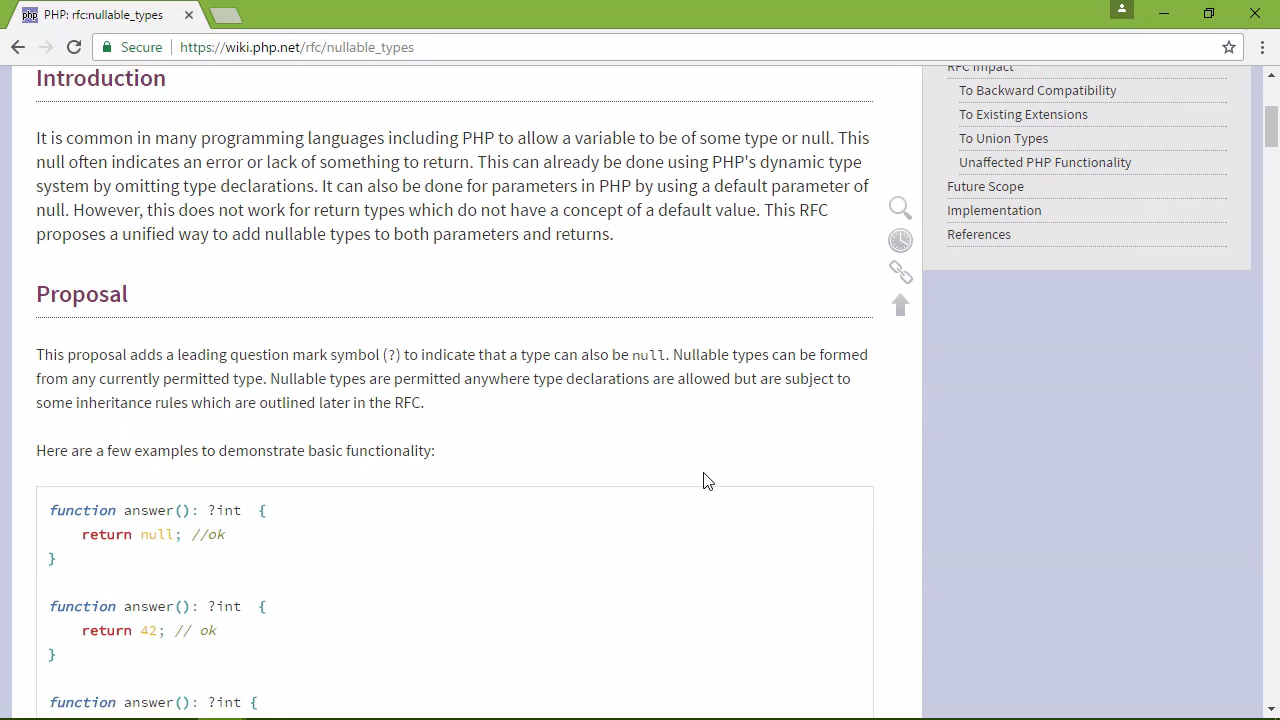 PHP: rfc:nullable_types
Secure https://wiki.php.net/rfc/nullable_types
Introduction
It is common in many programming languages including PHP to allow a variable to be of some type or null. This
null often indicates an error or lack of something to return. This can already be done using PHP's dynamic type
system by omitting type declarations. It can also be done for parameters in PHP by using a default parameter of
null. However, this does not work for return types which do not have a concept of a default value. This RFC
proposes a unified way to add nullable types to both parameters and returns.
Proposal
This proposal adds a leading question mark symbol (?) to indicate that a type can also be null. Nullable types can be formed
from any currently permitted type. Nullable types are permitted anywhere type declarations are allowed but are subject to
some inheritance rules which are outlined later in the RFC.
Here are a few examples to demonstrate basic functionality:
function answer(): ?int  {
    return null; //ok
}
function answer(): ?int  {
    return 42; // ok
}
function answer(): ?int {
RFC Impact
To Backward Compatibility
To Existing Extensions
To Union Types
Unaffected PHP Functionality
Future Scope
Implementation
References